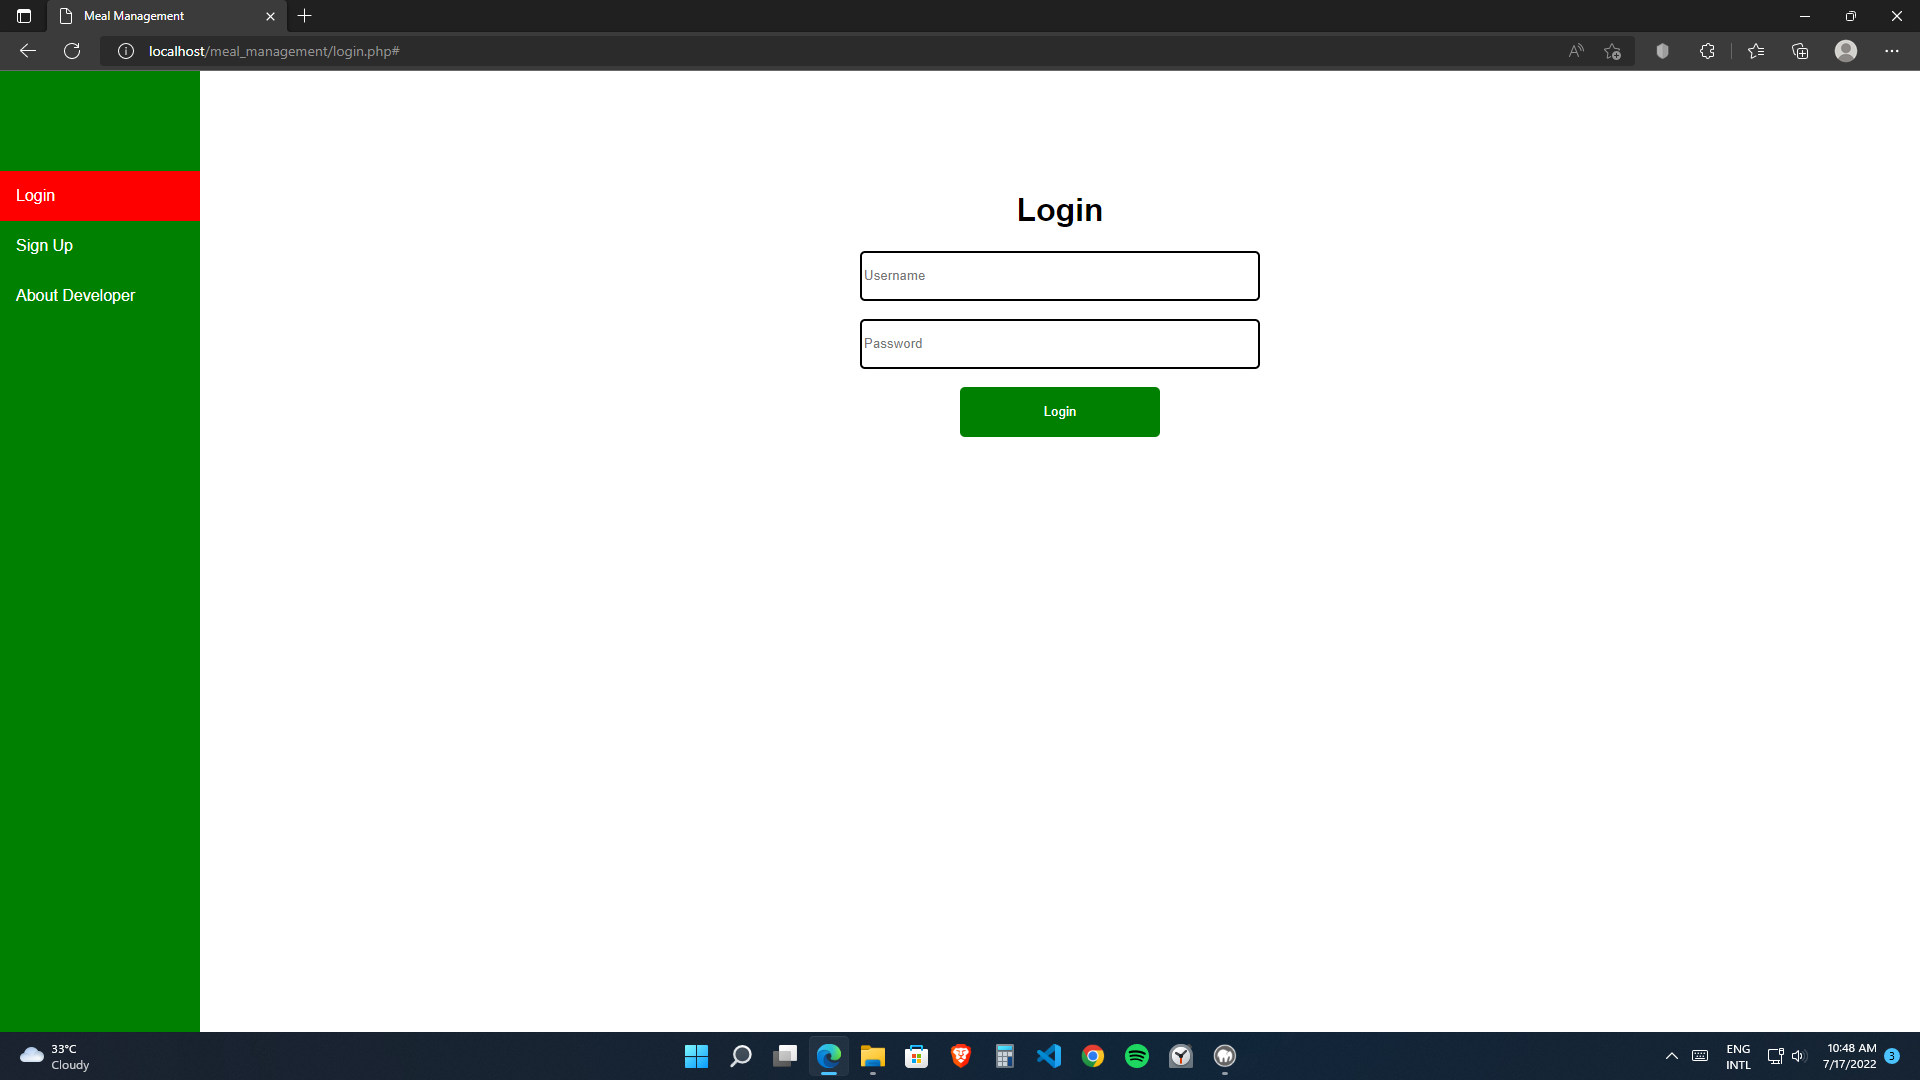 Meal Management
localhost/meal_management/login.php#
Login
Sign Up
About Developer
Login
Username
Password
Login
33°C
Cloudy
ENG
INTL
10:48 AM
7/17/2022
3